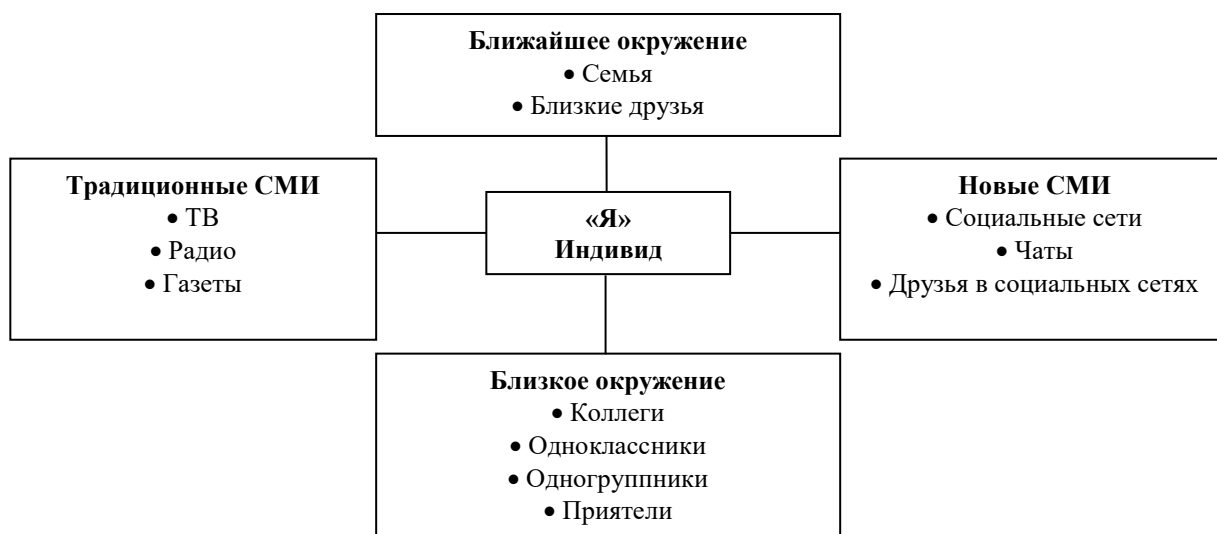 Ближайшее окружение
• Семья
• Близкие друзья
Традиционные СМИ
• ТВ
• Радио
• Газеты
«Я»
Индивид
Новые СМИ
• Социальные сети
• Чаты
• Друзья в социальных сетях
Близкое окружение
• Коллеги
• Одноклассники
• Одногруппники
• Приятели